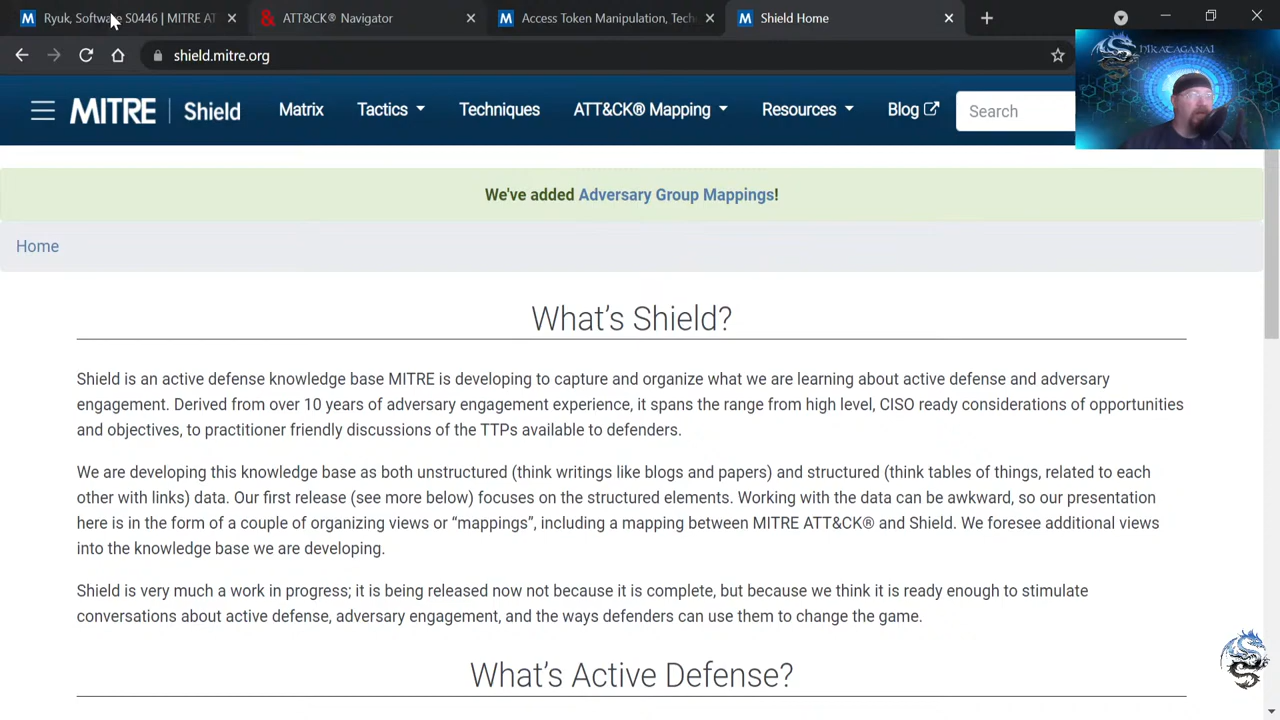 Ryuk, Software S0446 | MITRE AT
ATT&CK® Navigator
Access Token Manipulation, Tech
Shield Home
shield.mitre.org
MITRE | Shield
Matrix
Tactics
Techniques
ATT&CK® Mapping
Resources
Blog
Search
We've added Adversary Group Mappings!
Home
What's Shield?
Shield is an active defense knowledge base MITRE is developing to capture and organize what we are learning about active defense and adversary
engagement. Derived from over 10 years of adversary engagement experience, it spans the range from high level, CISO ready considerations of opportunities
and objectives, to practitioner friendly discussions of the TTPs available to defenders.
We are developing this knowledge base as both unstructured (think writings like blogs and papers) and structured (think tables of things, related to each
other with links) data. Our first release (see more below) focuses on the structured elements. Working with the data can be awkward, so our presentation
here is in the form of a couple of organizing views or “mappings”, including a mapping between MITRE ATT&CK® and Shield. We foresee additional views
into the knowledge base we are developing.
Shield is very much a work in progress; it is being released now not because it is complete, but because we think it is ready enough to stimulate
conversations about active defense, adversary engagement, and the ways defenders can use them to change the game.
What's Active Defense?